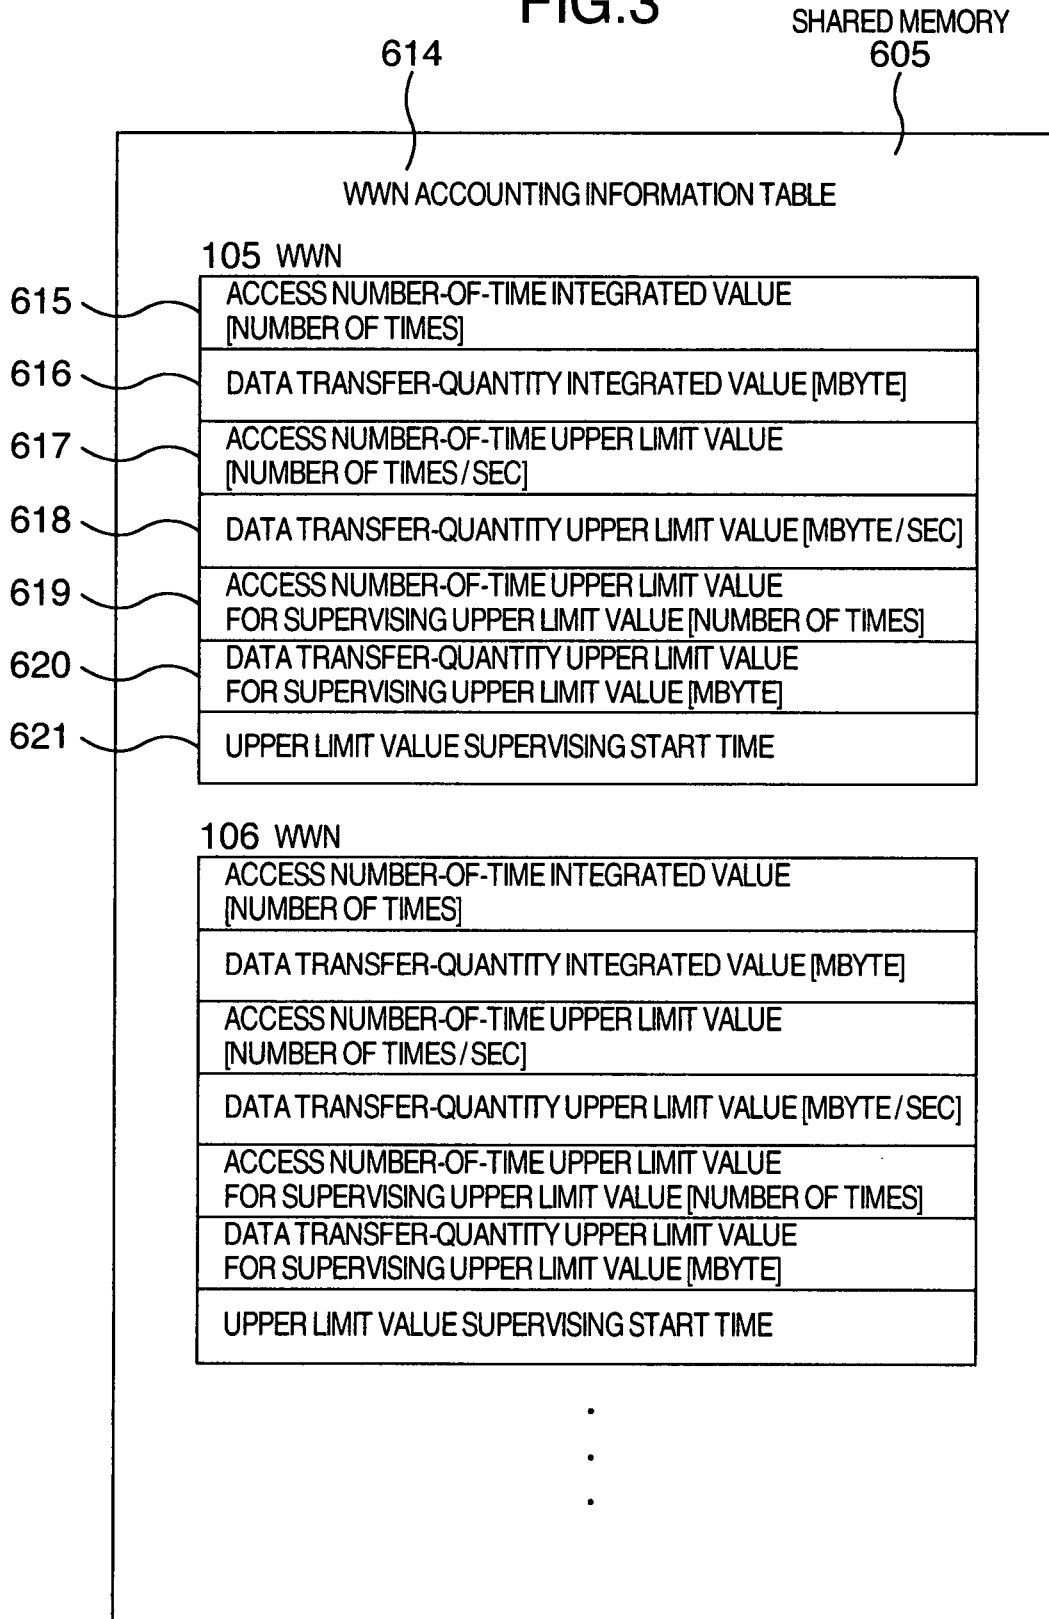 FIG.3
SHARED MEMORY
614
605
WWN ACCOUNTING INFORMATION TABLE
105 WWN
615
ACCESS NUMBER-OF-TIME INTEGRATED VALUE
[NUMBER OF TIMES]
616
DATA TRANSFER-QUANTITY INTEGRATED VALUE [MBYTE]
617
ACCESS NUMBER-OF-TIME UPPER LIMIT VALUE
[NUMBER OF TIMES/SEC]
618
DATA TRANSFER-QUANTITY UPPER LIMIT VALUE [MBYTE/SEC]
619
ACCESS NUMBER-OF-TIME UPPER LIMIT VALUE
FOR SUPERVISING UPPER LIMIT VALUE [NUMBER OF TIMES]
620
DATA TRANSFER-QUANTITY UPPER LIMIT VALUE
FOR SUPERVISING UPPER LIMIT VALUE [MBYTE]
621
UPPER LIMIT VALUE SUPERVISING START TIME
106 WWN
ACCESS NUMBER-OF-TIME INTEGRATED VALUE
[NUMBER OF TIMES]
DATA TRANSFER-QUANTITY INTEGRATED VALUE [MBYTE]
ACCESS NUMBER-OF-TIME UPPER LIMIT VALUE
[NUMBER OF TIMES/SEC]
DATA TRANSFER-QUANTITY UPPER LIMIT VALUE [MBYTE/SEC]
ACCESS NUMBER-OF-TIME UPPER LIMIT VALUE
FOR SUPERVISING UPPER LIMIT VALUE [NUMBER OF TIMES]
DATA TRANSFER-QUANTITY UPPER LIMIT VALUE
FOR SUPERVISING UPPER LIMIT VALUE [MBYTE]
UPPER LIMIT VALUE SUPERVISING START TIME
.
.
.